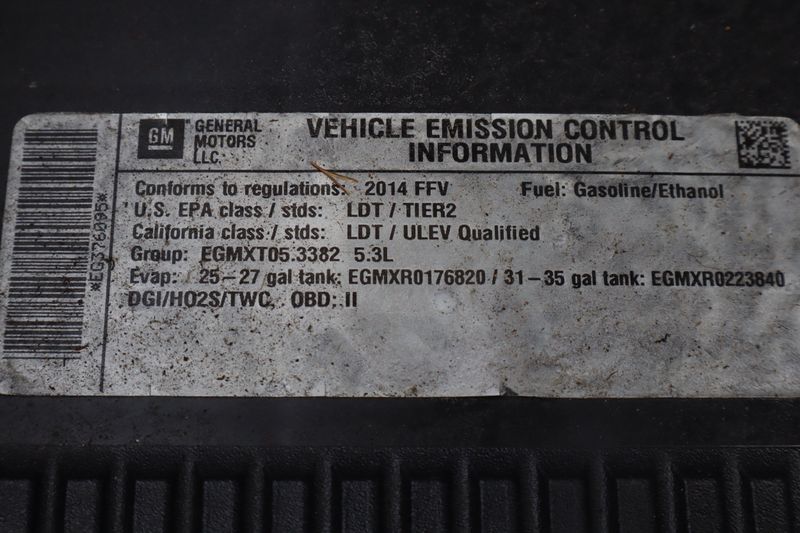 GM GENERAL MOTORS LLC.
VEHICLE EMISSION CONTROL INFORMATION
Conforms to regulations: 2014 FFV Fuel: Gasoline/Ethanol
U.S. EPA class / stds: LDT / TIER2
California class / stds: LDT / ULEV Qualified
Group: EGMXT05.3382 5.3L
Evap: 25-27 gal tank: EGMXR0176820 / 31-35 gal tank: EGMXR0223840
DGI/HO2S/TWC, OBD: II
*EG376095*